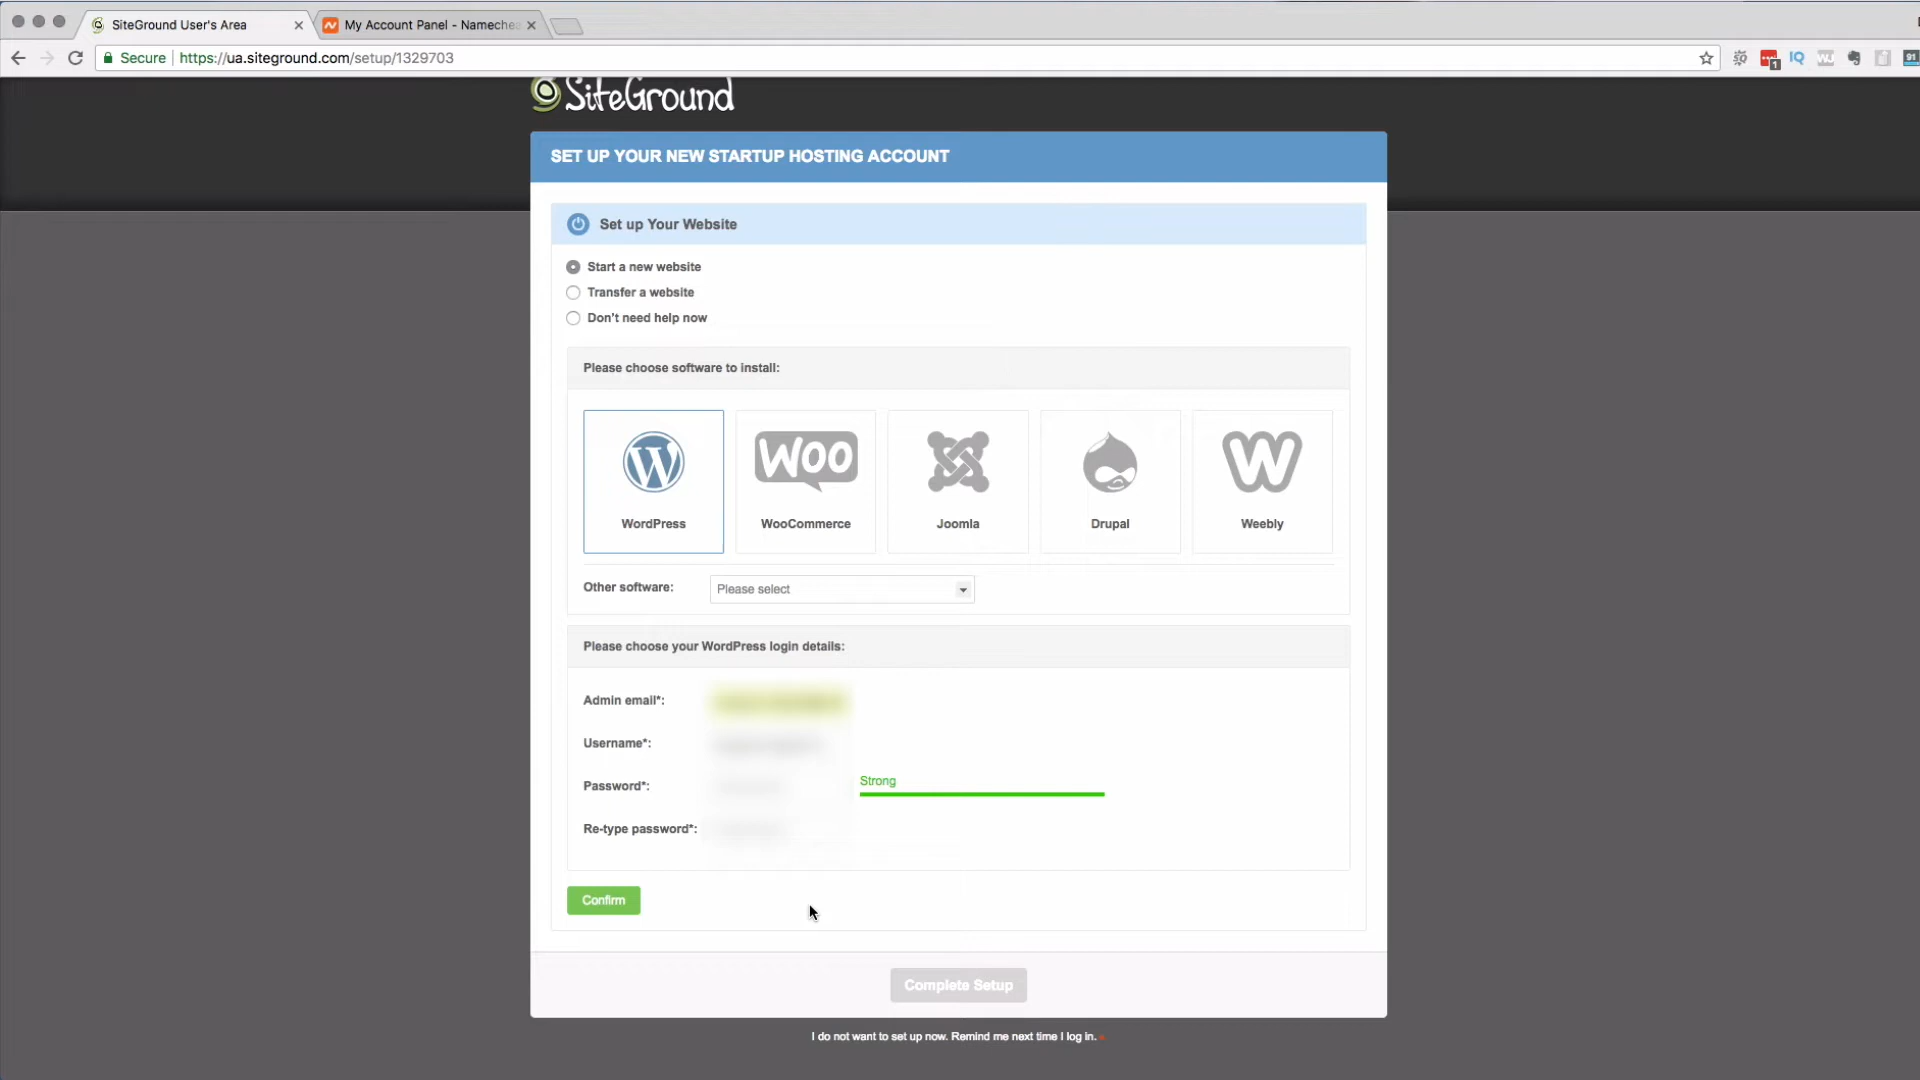 SiteGround User's Area
My Account Panel - Namechea
Secure
https://ua.siteground.com/setup/1329703
1
IQ
91
SiteGround
SET UP YOUR NEW STARTUP HOSTING ACCOUNT
Set up Your Website
Start a new website
Transfer a website
Don't need help now
Please choose software to install:
WOO
WordPress
WooCommerce
Joomla
Drupal
Weebly
Other software:
Please select
Please choose your WordPress login details:
Admin email*:
Username*:
Password*:
Strong
Re-type password*:
Confirm
Complete Setup
I do not want to set up now. Remind me next time I log in.